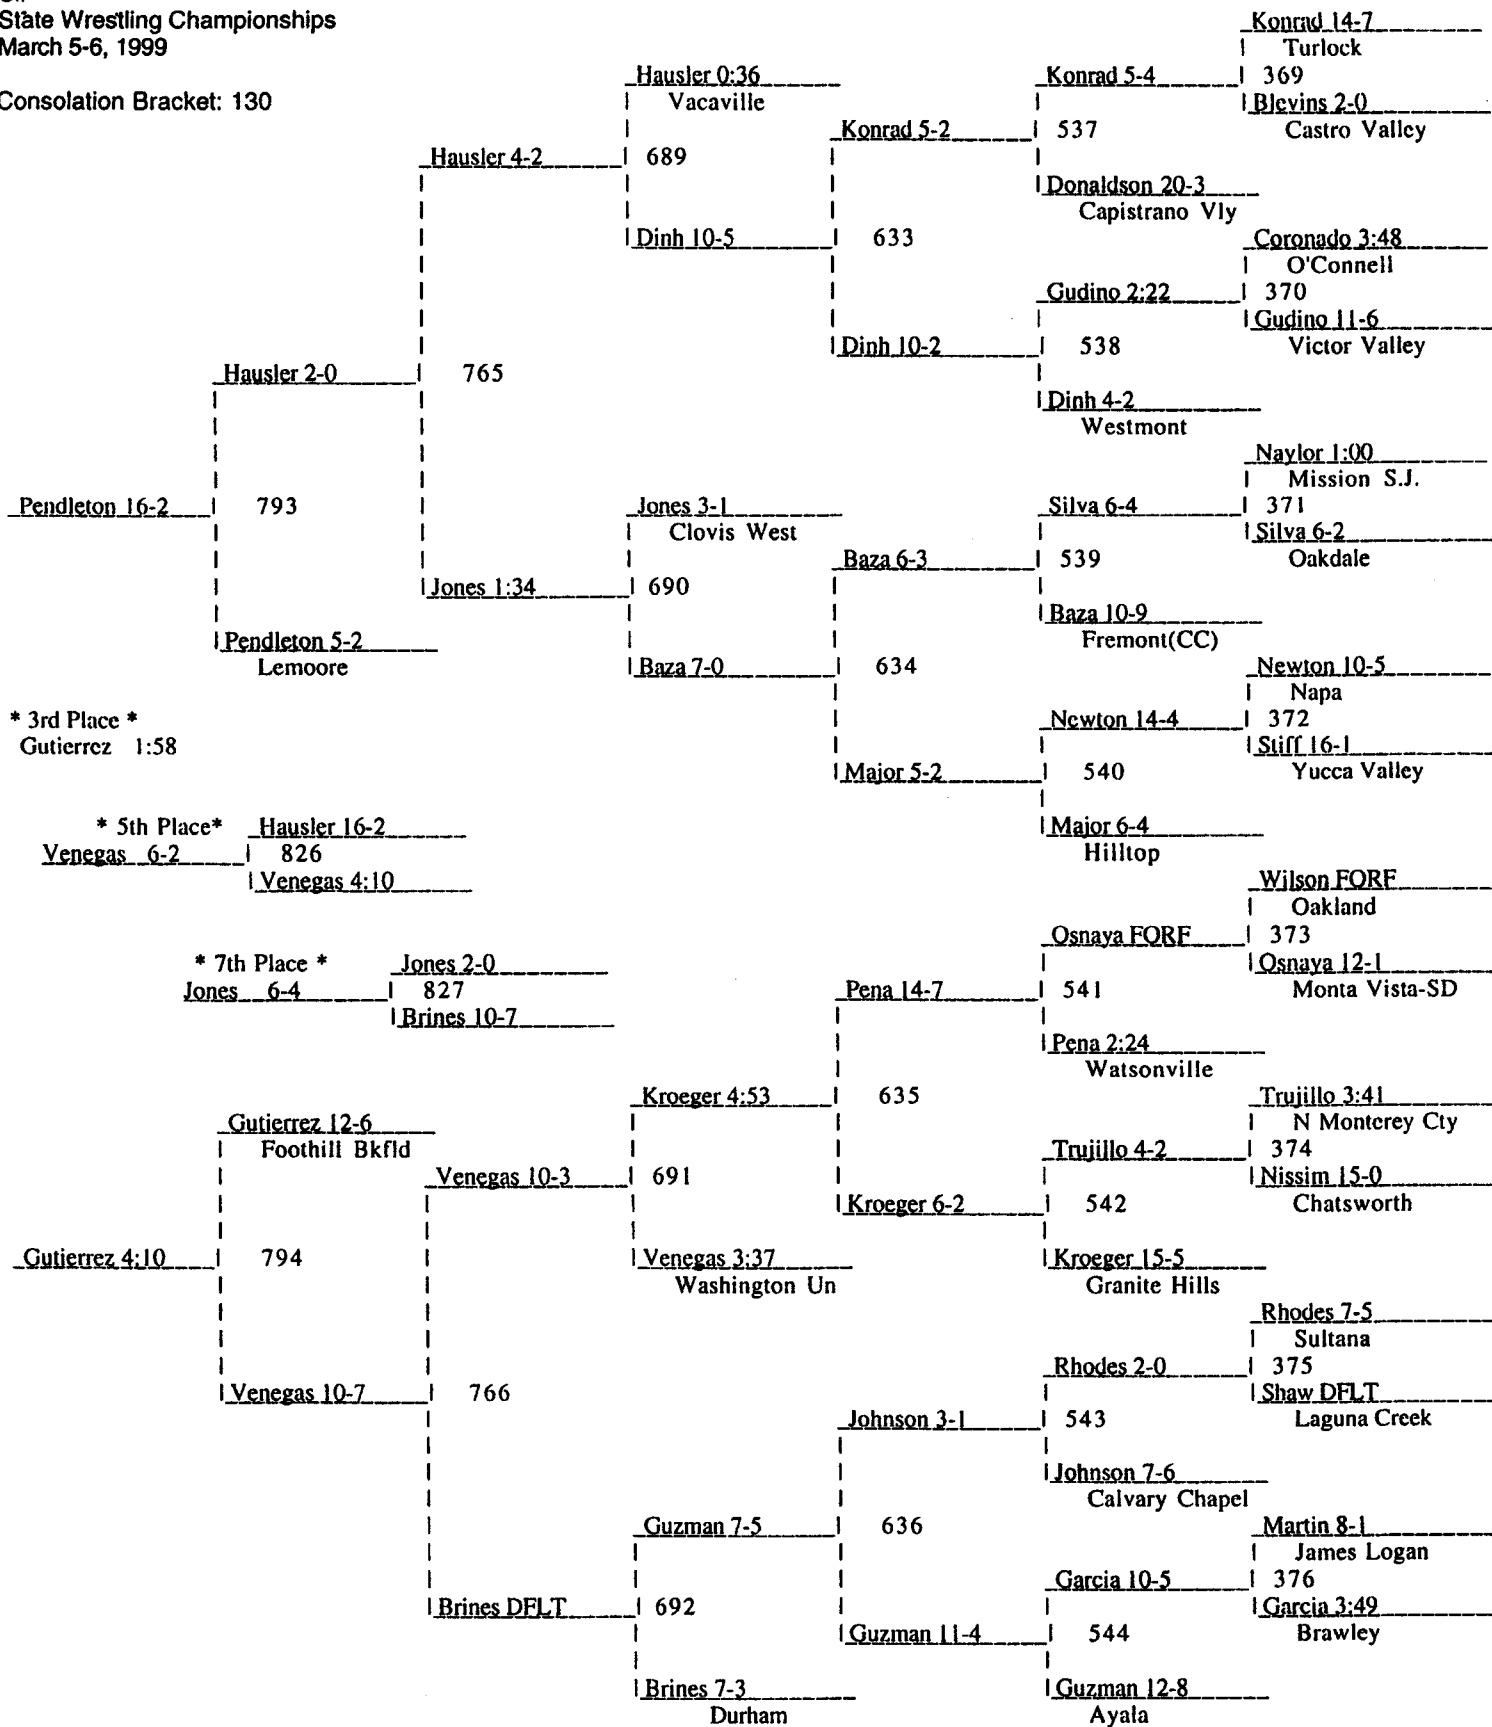 State Wrestling Championships
March 5-6, 1999
Consolation Bracket: 130
Konrad 14-7
Turlock
369
Blevins 2-0
Castro Valley
Konrad 5-4
537
Donaldson 20-3
Capistrano Vly
Coronado 3:48
O'Connell
370
Gudino 11-6
Victor Valley
Gudino 2:22
538
Dinh 4-2
Westmont
Konrad 5-2
633
Dinh 10-2
Hausler 0:36
Vacaville
689
Dinh 10-5
Hausler 4-2
765
Jones 1:34
Hausler 2-0
793
Pendleton 5-2
Lemoore
Pendleton 16-2
Jones 3-1
Clovis West
690
Baza 7-0
Baza 6-3
634
Major 5-2
Silva 6-4
539
Baza 10-9
Fremont(CC)
Naylor 1:00
Mission S.J.
371
Silva 6-2
Oakdale
Newton 10-5
Napa
372
Stiff 16-1
Yucca Valley
Newton 14-4
540
Major 6-4
Hilltop
* 3rd Place *
Gutierrez 1:58
* 5th Place*
Hausler 16-2
Venegas 6-2
826
Venegas 4:10
* 7th Place *
Jones 2-0
Jones 6-4
827
Brines 10-7
Wilson FORF
Oakland
373
Osnaya 12-1
Monta Vista-SD
Osnaya FORF
541
Pena 2:24
Watsonville
Pena 14-7
635
Kroeger 6-2
Trujillo 3:41
N Monterey Cty
374
Nissim 15-0
Chatsworth
Trujillo 4-2
542
Kroeger 15-5
Granite Hills
Kroeger 4:53
691
Venegas 3:37
Washington Un
Gutierrez 12-6
Foothill Bkfld
Venegas 10-3
Gutierrez 4:10
794
Venegas 10-7
766
Brines DFLT
Rhodes 7-5
Sultana
375
Shaw DFLT
Laguna Creek
Rhodes 2-0
543
Johnson 7-6
Calvary Chapel
Johnson 3-1
636
Guzman 11-4
Martin 8-1
James Logan
376
Garcia 3:49
Brawley
Garcia 10-5
544
Guzman 12-8
Ayala
Guzman 7-5
692
Brines 7-3
Durham